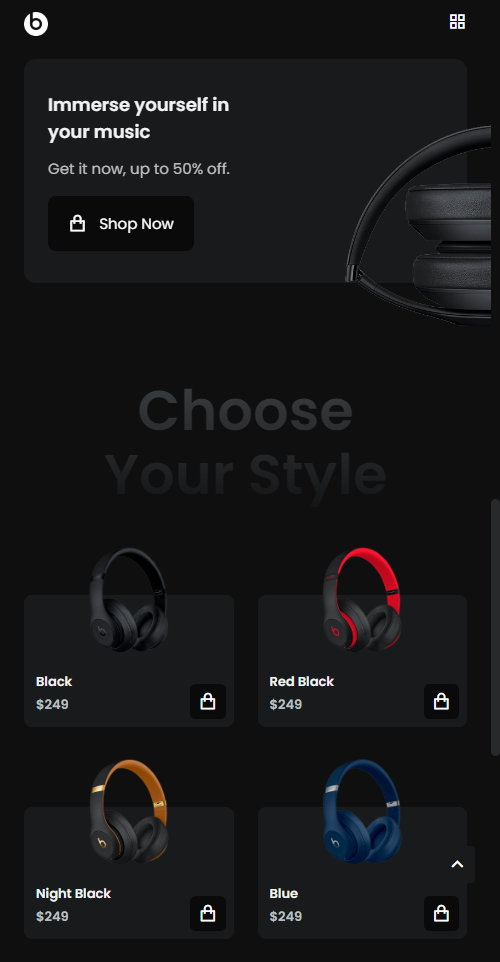 Immerse yourself in
your music
Get it now, up to 50% off.
Shop Now
Choose
Your Style
Black
$249
Red Black
$249
Night Black
$249
Blue
$249